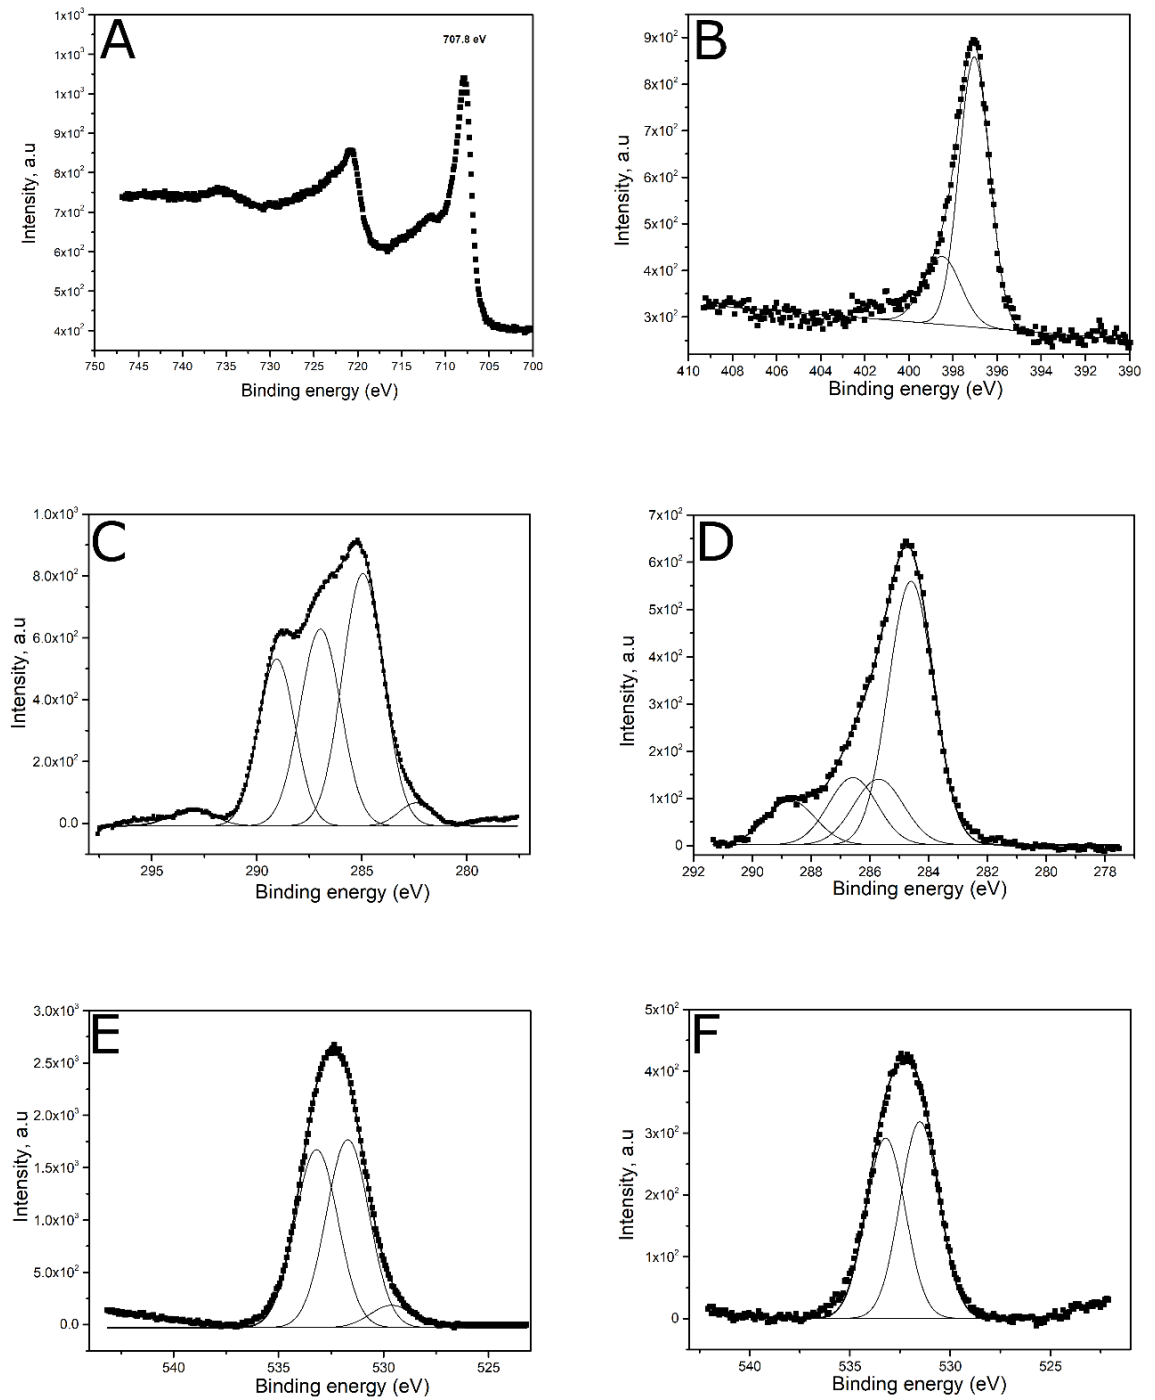 A
707.8 eV
1x10³
1x10³
1x10³
9x10²
8x10²
7x10²
6x10²
5x10²
4x10²
Intensity, a.u
750 745 740 735 730 725 720 715 710 705 700
Binding energy (eV)
B
9x10²
8x10²
7x10²
6x10²
5x10²
4x10²
3x10²
Intensity, a.u
410 408 406 404 402 400 398 396 394 392 390
Binding energy (eV)
C
1.0x10³
8.0x10²
6.0x10²
4.0x10²
2.0x10²
0.0
Intensity, a.u
295 290 285 280
Binding energy (eV)
D
7x10²
6x10²
5x10²
4x10²
3x10²
2x10²
1x10²
0
Intensity, a.u
292 290 288 286 284 282 280 278
Binding energy (eV)
E
3.0x10³
2.5x10³
2.0x10³
1.5x10³
1.0x10³
5.0x10²
0.0
Intensity, a.u
540 535 530 525
Binding energy (eV)
F
5x10²
4x10²
3x10²
2x10²
1x10²
0
Intensity, a.u
540 535 530 525
Binding energy (eV)